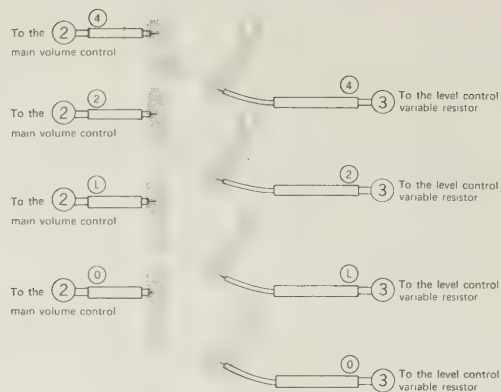 4
To the 2
main volume control
2
To the 2
main volume control
L
To the 2
main volume control
0
To the 2
main volume control
4
3 To the level control
variable resistor
2
3 To the level control
variable resistor
L
3 To the level control
variable resistor
0
3 To the level control
variable resistor